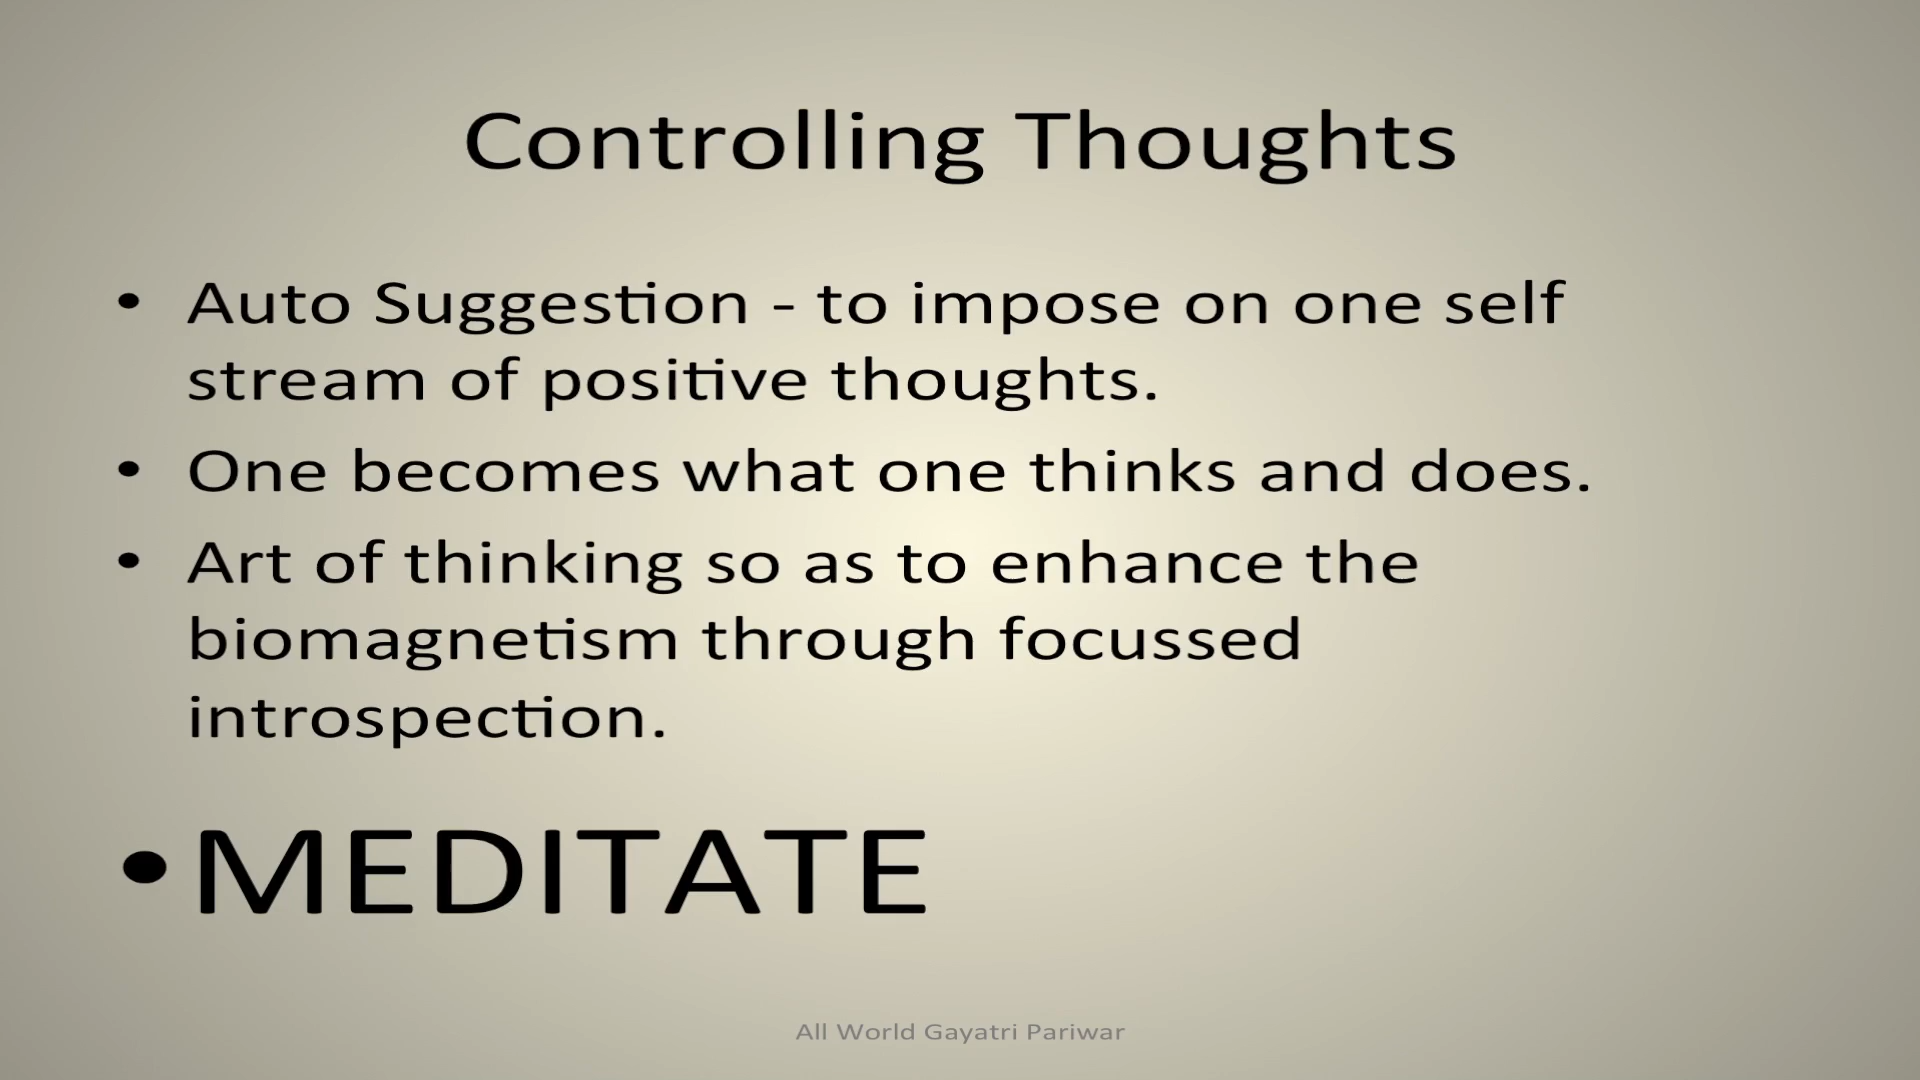 Controlling Thoughts
• Auto Suggestion - to impose on one self
stream of positive thoughts.
• One becomes what one thinks and does.
• Art of thinking so as to enhance the
biomagnetism through focussed
introspection.
• MEDITATE
All World Gayatri Pariwar